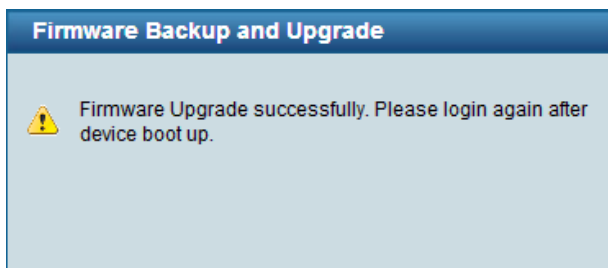 Firmware Backup and Upgrade
Firmware Upgrade successfully. Please login again after
device boot up.